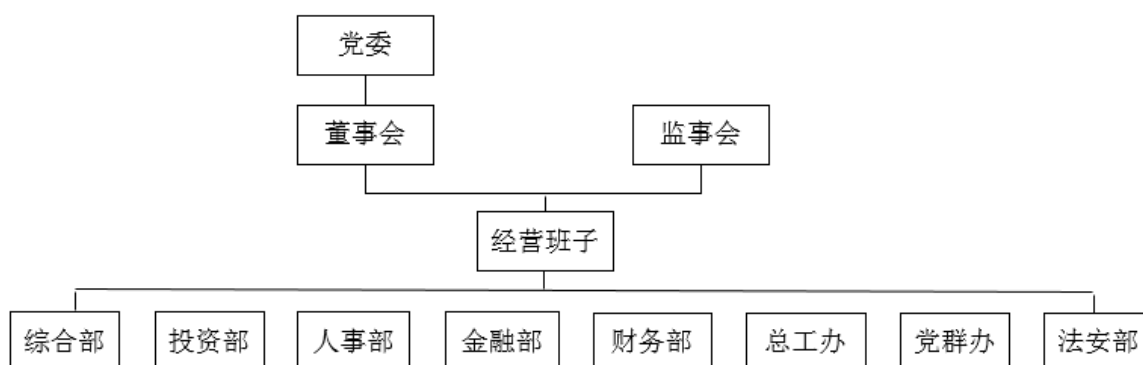 党委
董事会
监事会
经营班子
综合部
投资部
人事部
金融部
财务部
总工办
党群办
法安部